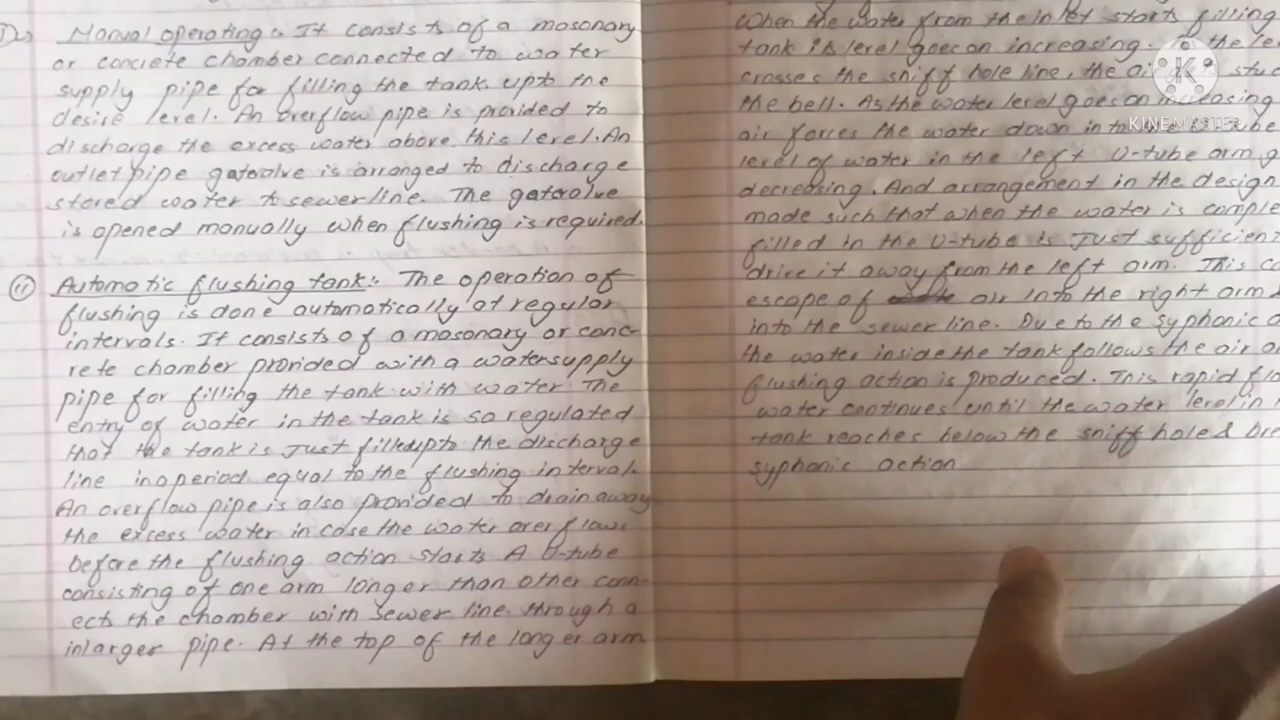 I) Manual operating :- It consists of a masonary
or concrete chamber connected to water
supply pipe for filling the tank upto the
desire level. An overflow pipe is provided to
discharge the excess water above this level. An
outlet pipe gatevalve is arranged to discharge
stored water to sewerline. The gatevalve
is opened manually when flushing is required.
(ii) Automatic flushing tank:- The operation of
flushing is done automatically at regular
intervals. It consists of a masonary or conc-
rete chamber provided with a watersupply
pipe for filling the tank with water. The
entry of water in the tank is so regulated
that the tank is Just filled upto the discharge
line in a period equal to the flushing interval.
An overflow pipe is also provided to drain away
the excess water in case the water overflows
before the flushing action starts A U-tube
consisting of one arm longer than other conn-
ects the chamber with sewer line through a
inlarger pipe. At the top of the longer arm
When the water from the inlet starts filling
tank its level goes on increasing. the
crosses the sniff hole line, the
the bell. As the water level goes on increasing
air forces the water down into
level of water in the left U-tube arm
decreasing. And arrangement in the design
made such that when the water is
filled in the U-tube is Just
drive it away from the left arm. This
escape of air into the right arm
into the sewer line. Due to the syphonic
the water inside the tank follows the air
flushing action is produced. This rapid
water continues until the water level in
tank reaches below the sniff hole &
syphonic action
KINEMASTER